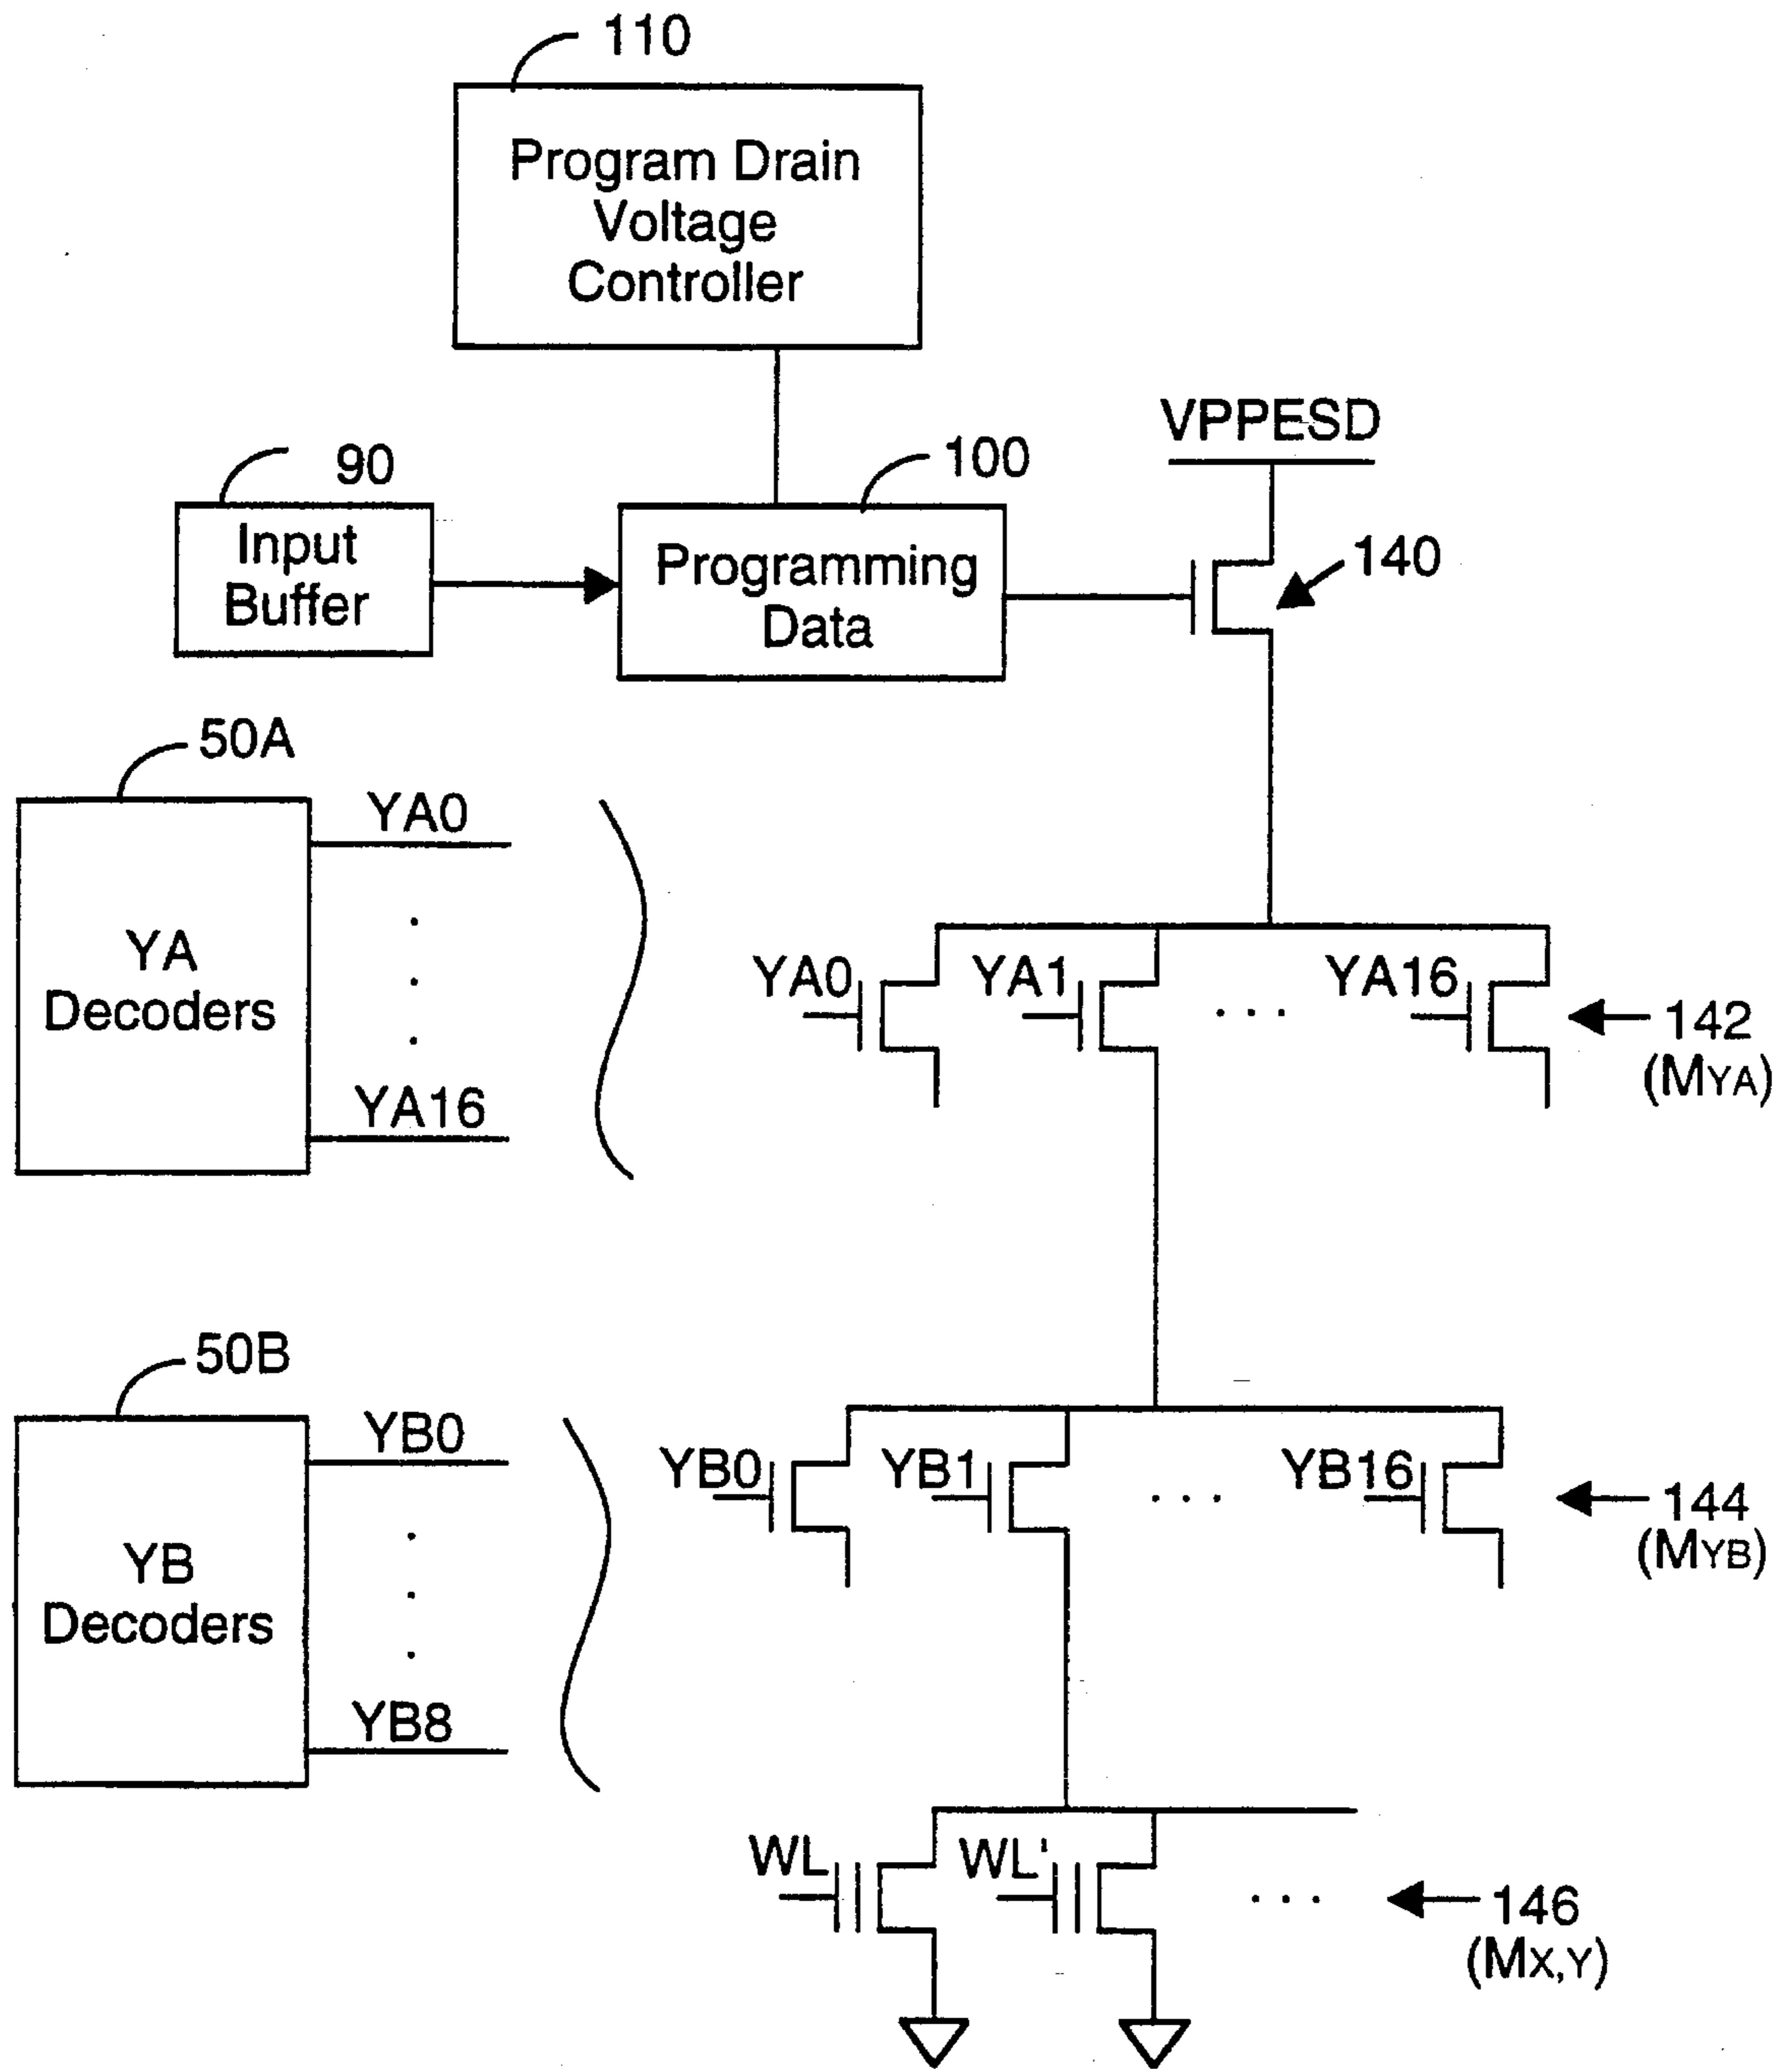 110
Program Drain
Voltage
Controller
VPPESD
90
100
Input
Buffer
Programming
Data
140
50A
YA0
YA
Decoders
YA16
YA0
YA1
...
YA16
142
(MYA)
50B
YB0
YB
Decoders
YB8
YB0
YB1
...
YB16
144
(MYB)
WL
WL'
...
146
(MX,Y)